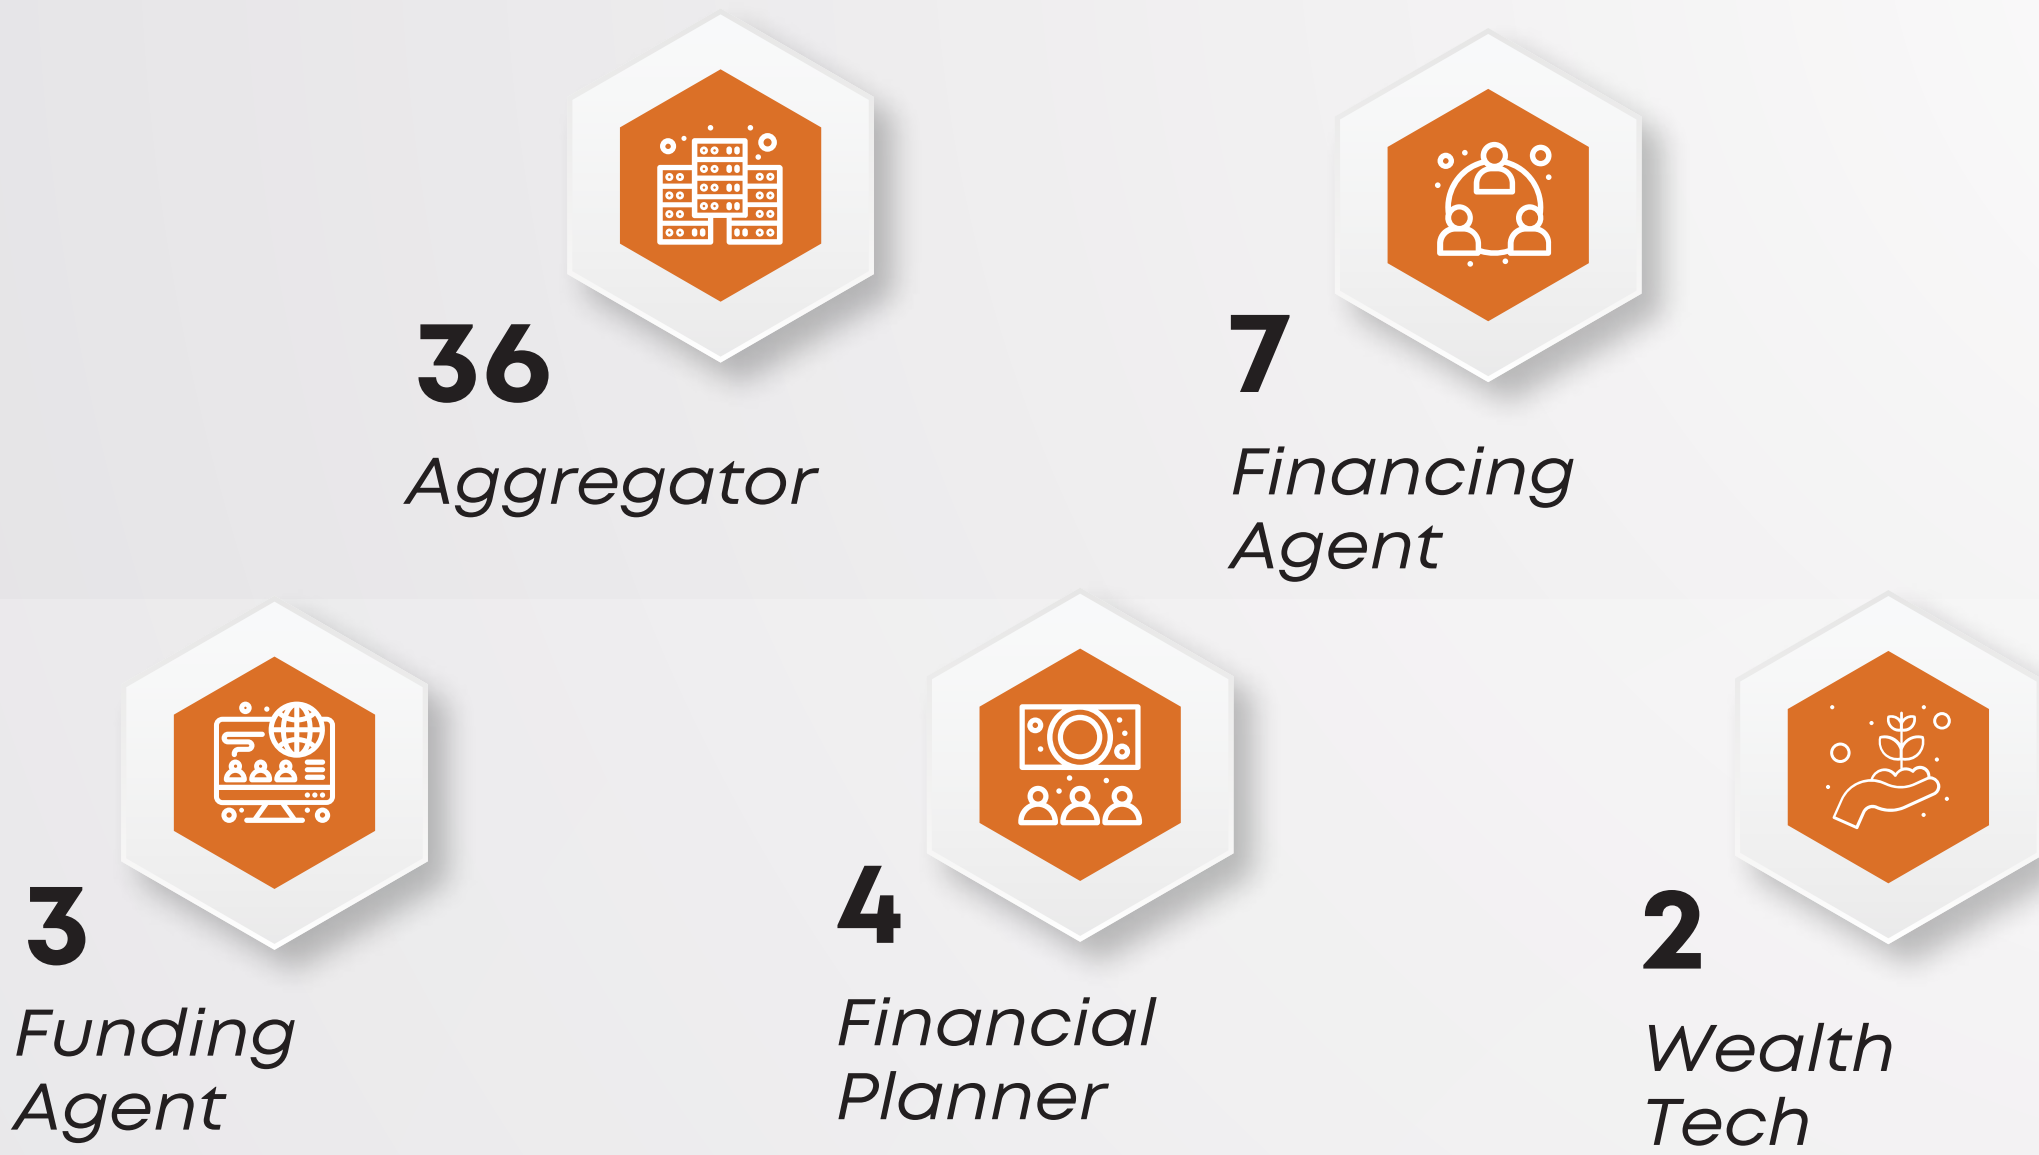 36
Aggregator
7
Financing
Agent
3
Funding
Agent
4
Financial
Planner
2
Wealth
Tech